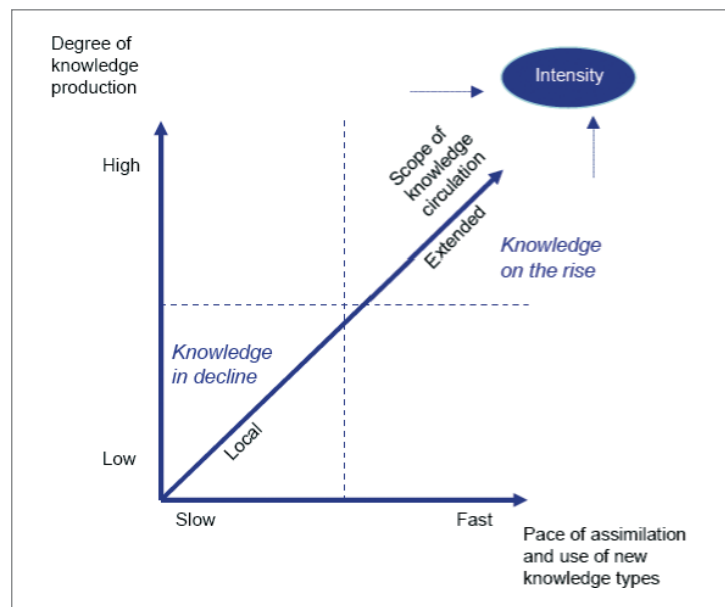 Degree of
knowledge
production
Intensity
High
Scope of
knowledge
circulation
Extended
Knowledge
on the rise
Knowledge
in decline
Local
Low
Slow
Fast
Pace of assimilation
and use of new
knowledge types